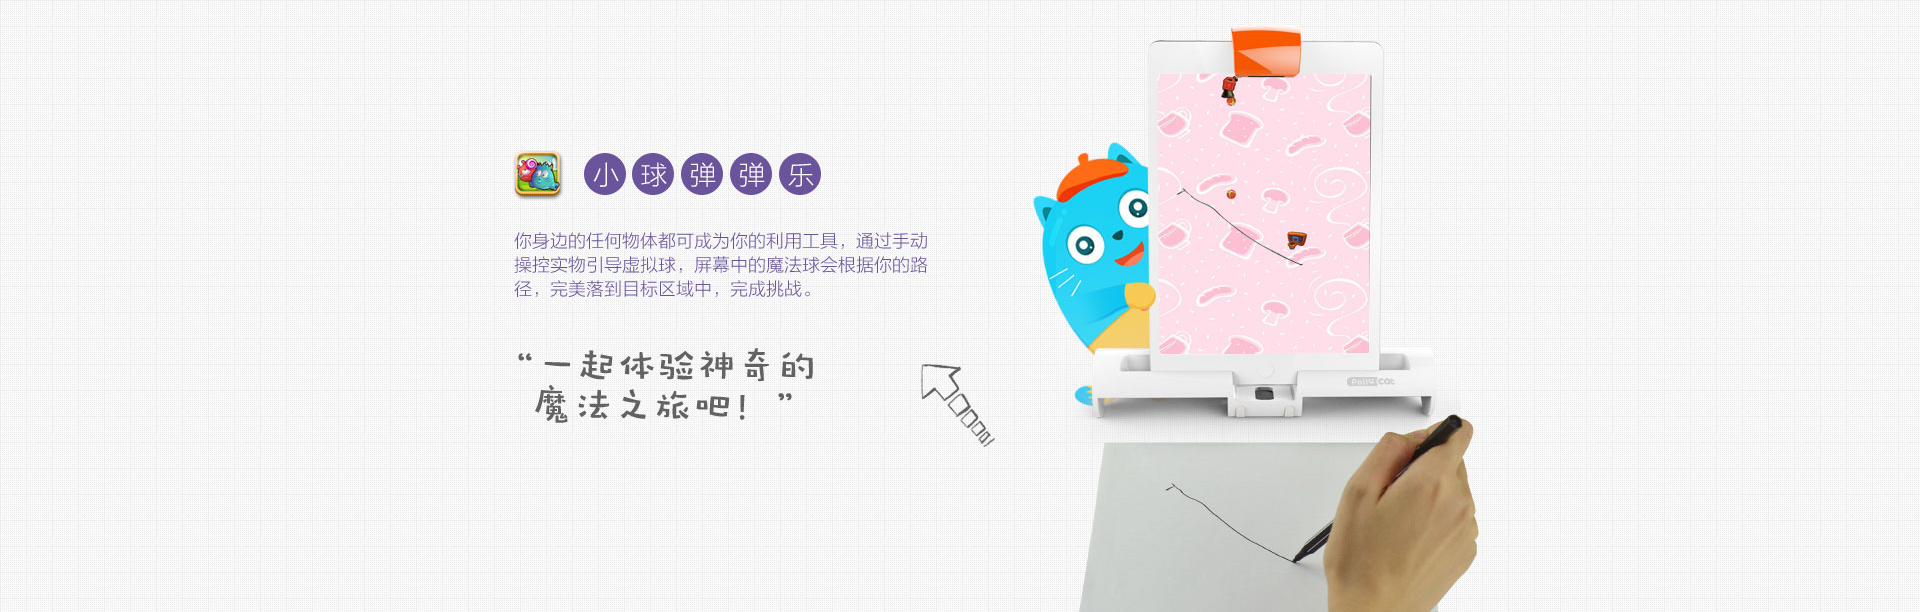 小球弹弹乐
你身边的任何物体都可成为你的利用工具，通过手动
操控实物引导虚拟球，屏幕中的魔法球会根据你的路
径，完美落到目标区域中，完成挑战。
“一起体验神奇的
魔法之旅吧！”
Polly cat